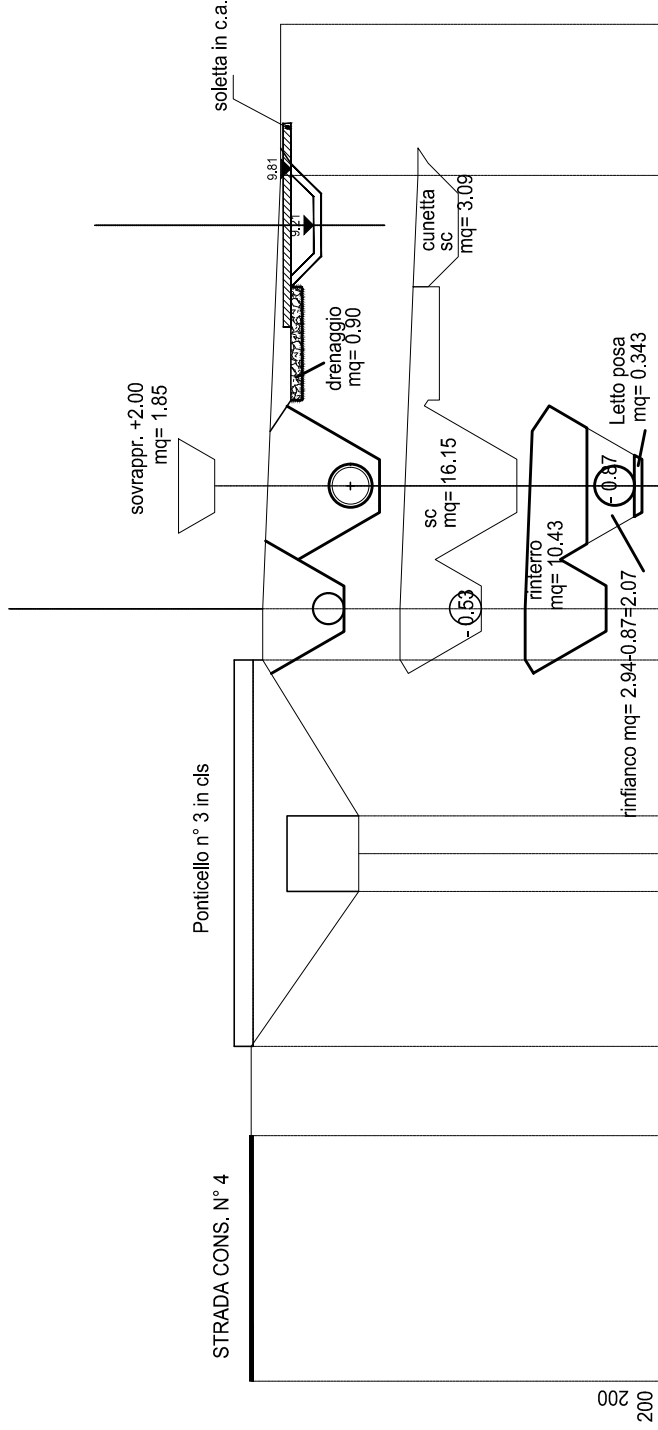 STRADA CONS. N° 4
Ponticello n° 3 in cls
sovrappr. +2.00
mq= 1.85
soletta in c.a.
9.81
9.21
drenaggio
mq= 0.90
cunetta
sc
mq= 3.09
sc
mq= 16.15
- 0.53
rinterro
mq= 10.43
- 0.87
Letto posa
mq= 0.343
rinfianco mq= 2.94-0.87=2.07
200
200